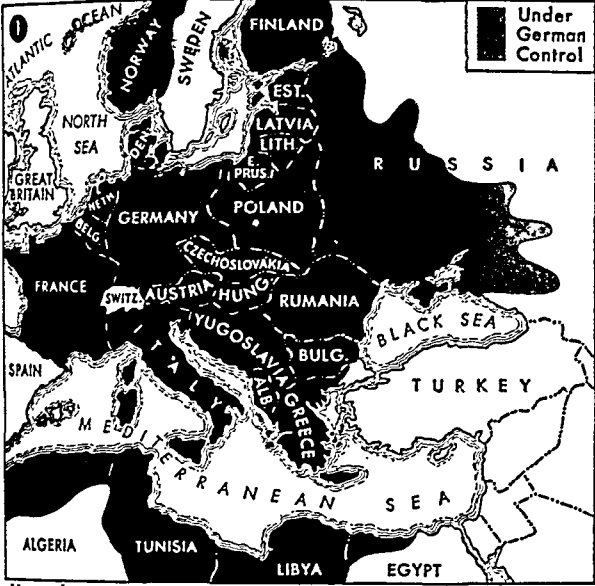 1
Under
German
Control
ATLANTIC OCEAN
NORWAY
SWEDEN
FINLAND
NORTH
SEA
EST.
LATVIA
LITH.
E.
PRUS.
DEN.
RUSSIA
GREAT
BRITAIN
NETH.
BELG.
GERMANY
POLAND
CZECHOSLOVAKIA
FRANCE
SWITZ.
AUSTRIA
HUNG.
RUMANIA
BLACK SEA
YUGOSLAVIA
BULG.
ITALY
ALB.
GREECE
SPAIN
TURKEY
MEDITERRANEAN SEA
ALGERIA
TUNISIA
LIBYA
EGYPT